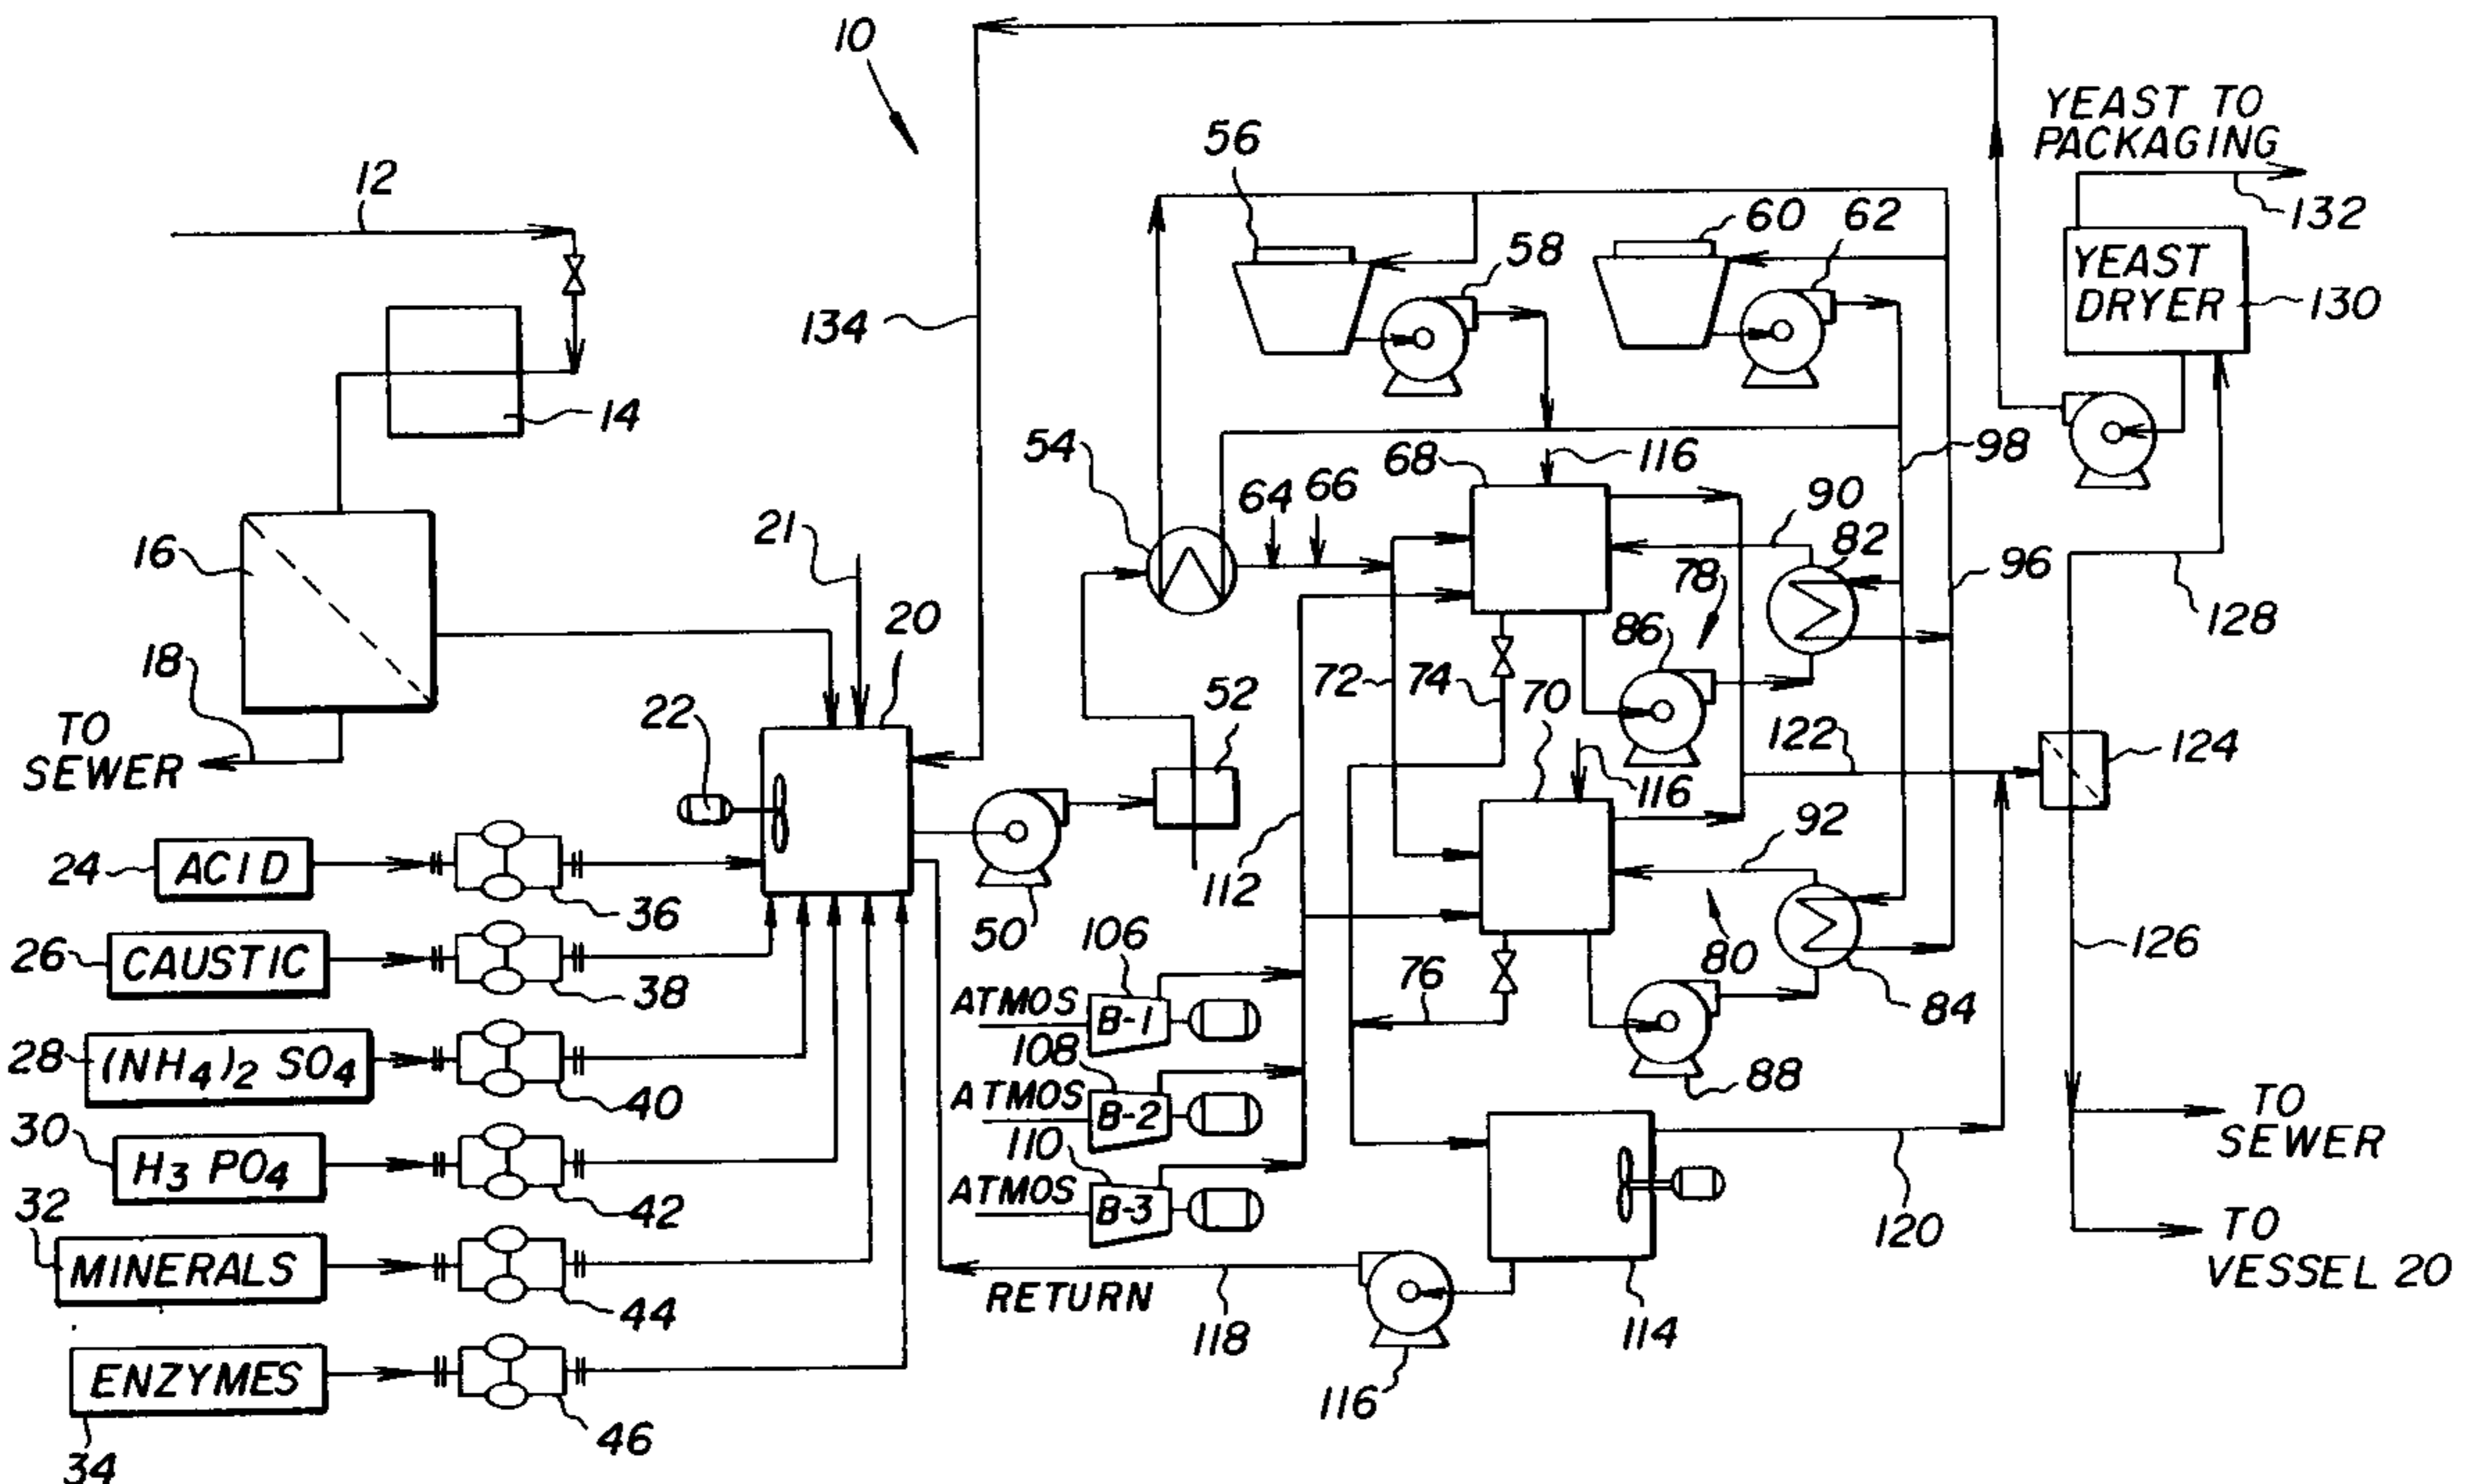 10
YEAST TO
PACKAGING
132
12
56
60
62
58
134
YEAST
DRYER
130
14
54
68
116
98
64
66
90
21
82
96
16
78
20
86
128
18
72
74
70
22
52
TO
SEWER
122
124
116
24
ACID
92
36
112
50
106
26
CAUSTIC
80
126
38
76
84
ATMOS
B-1
28
(NH4)2 SO4
108
88
40
ATMOS
B-2
TO
SEWER
30
H3 PO4
110
42
ATMOS
B-3
32
120
TO
VESSEL 20
MINERALS
RETURN
44
118
114
ENZYMES
116
46
34